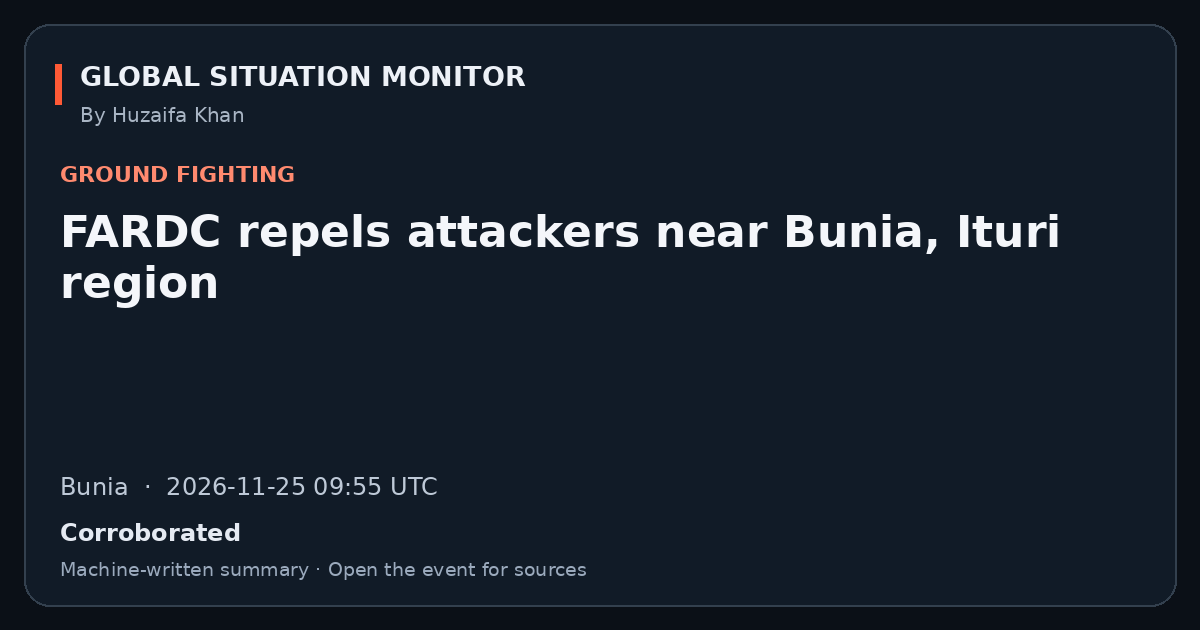 GLOBAL SITUATION MONITOR
By Huzaifa Khan
GROUND FIGHTING
FARDC repels attackers near Bunia, Ituri
region
Bunia · 2026-11-25 09:55 UTC
Corroborated
Machine-written summary · Open the event for sources